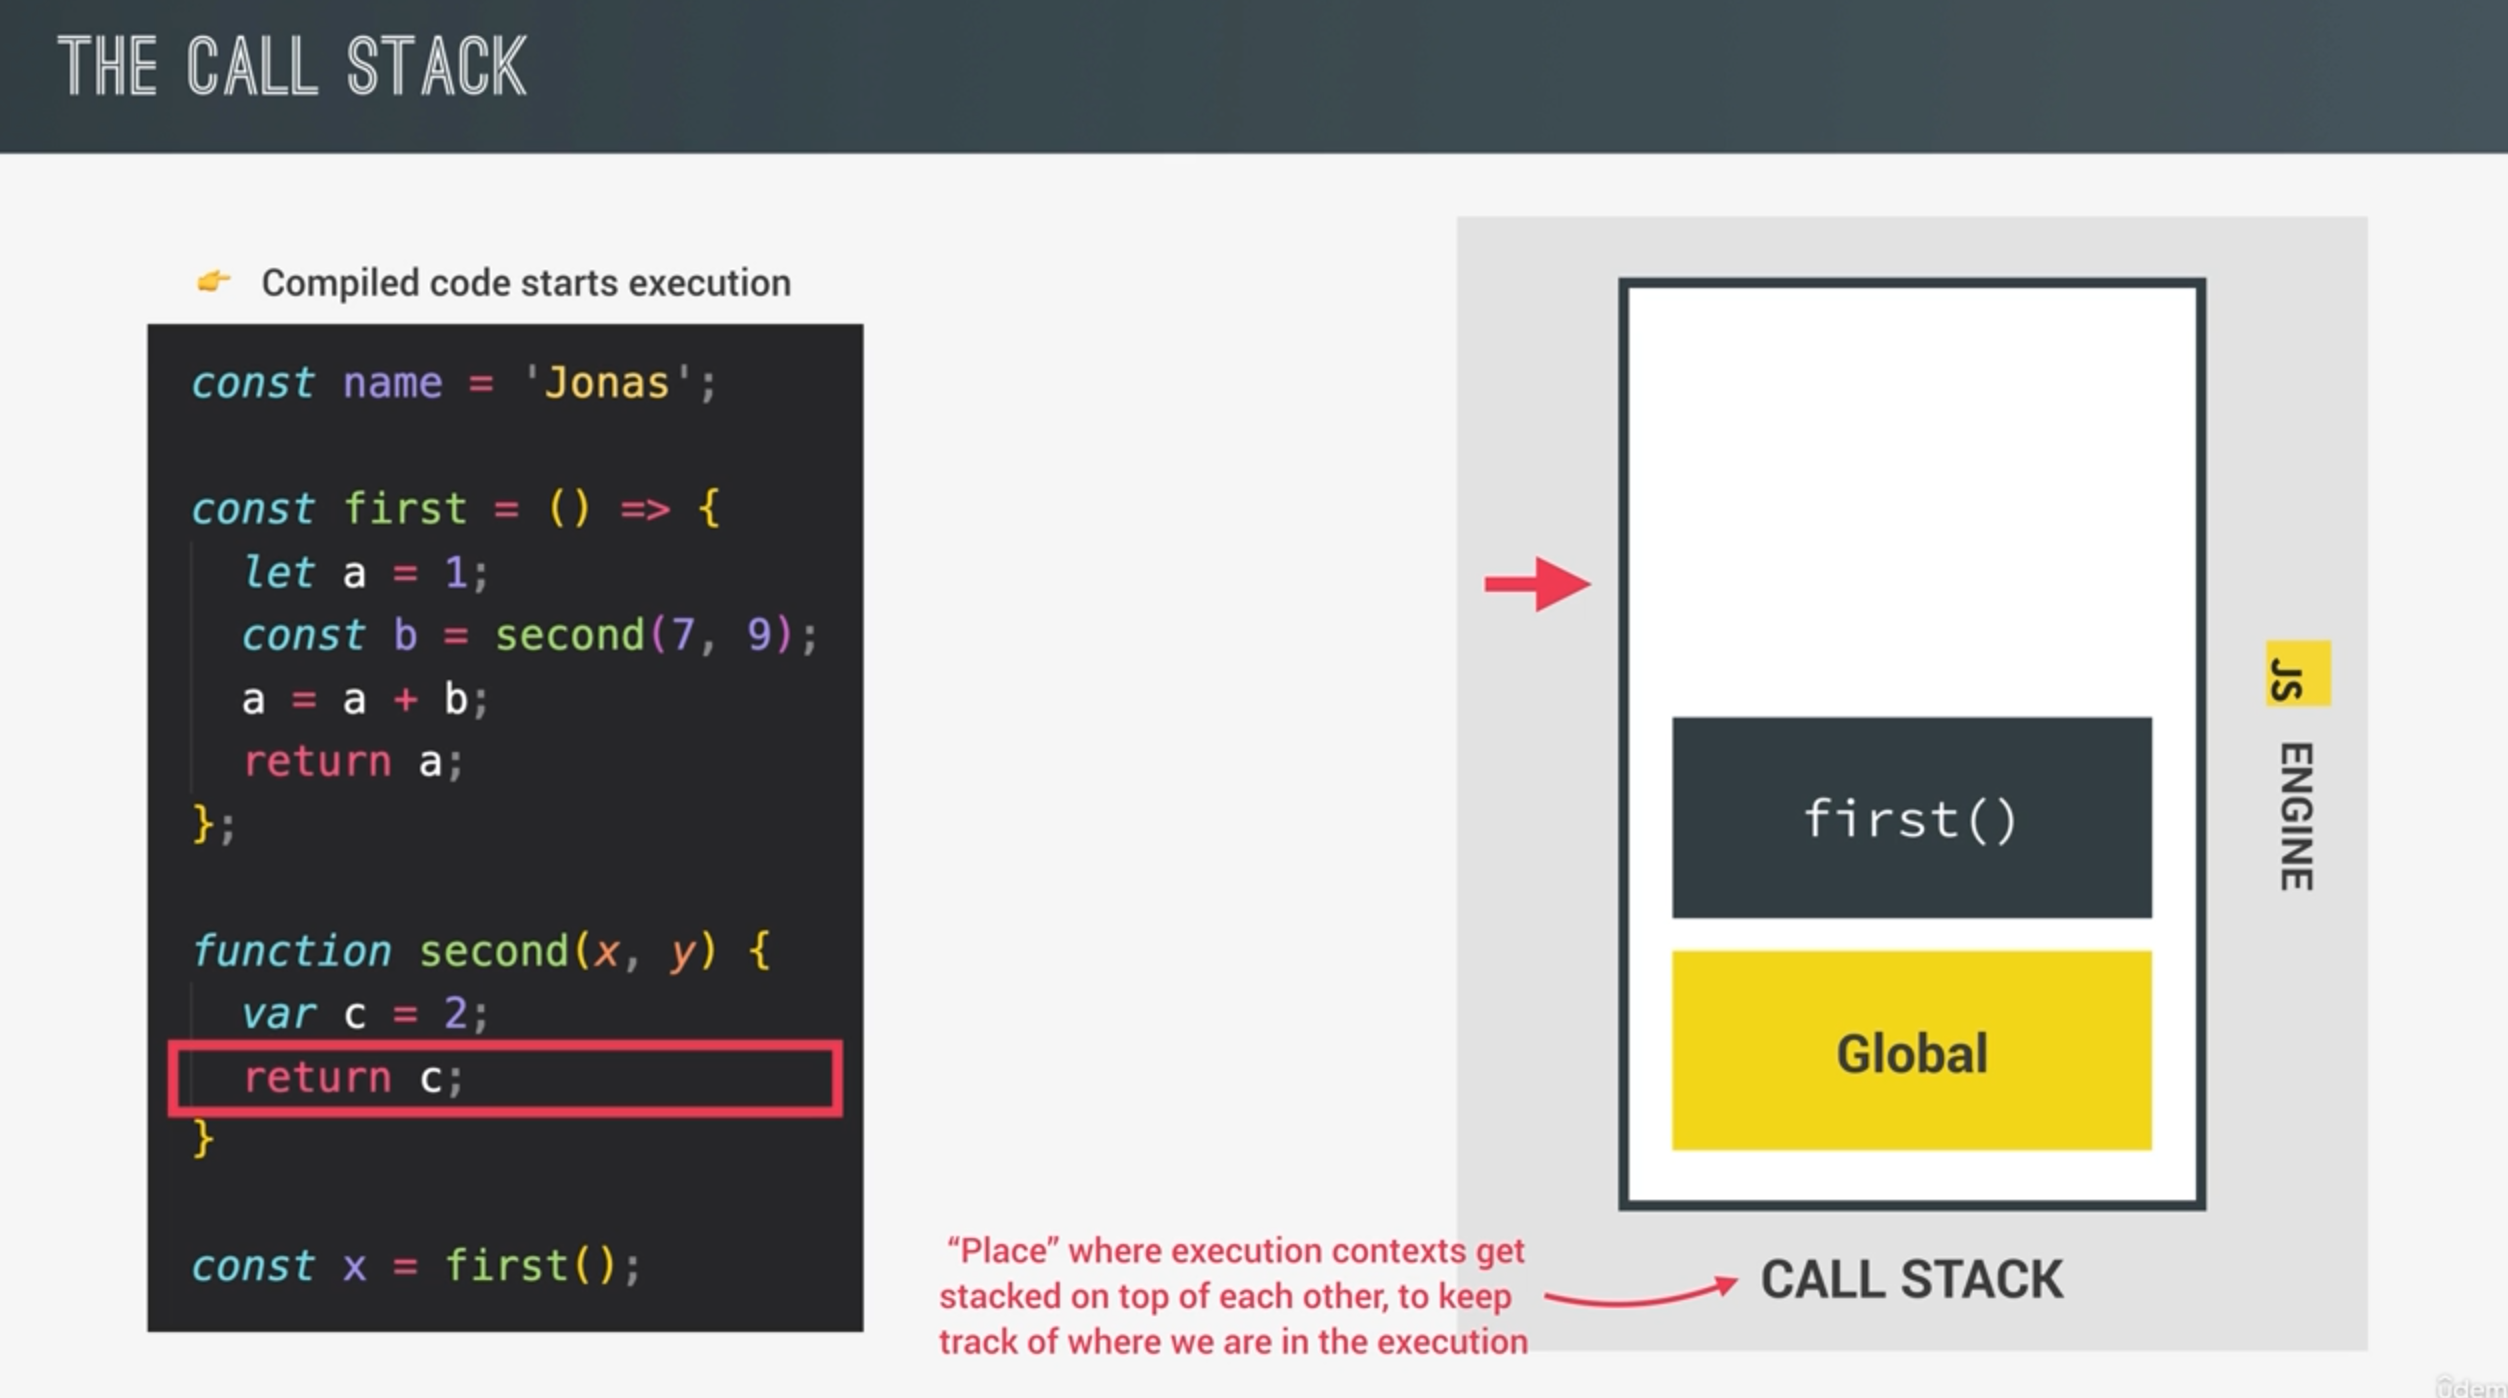 THE CALL STACK
👉 Compiled code starts execution
const name = 'Jonas';
const first = () => {
let a = 1;
const b = second(7, 9);
a = a + b;
return a;
};
function second(x, y) {
var c = 2;
return c;
}
const x = first();
first()
Global
JS ENGINE
CALL STACK
“Place” where execution contexts get
stacked on top of each other, to keep
track of where we are in the execution